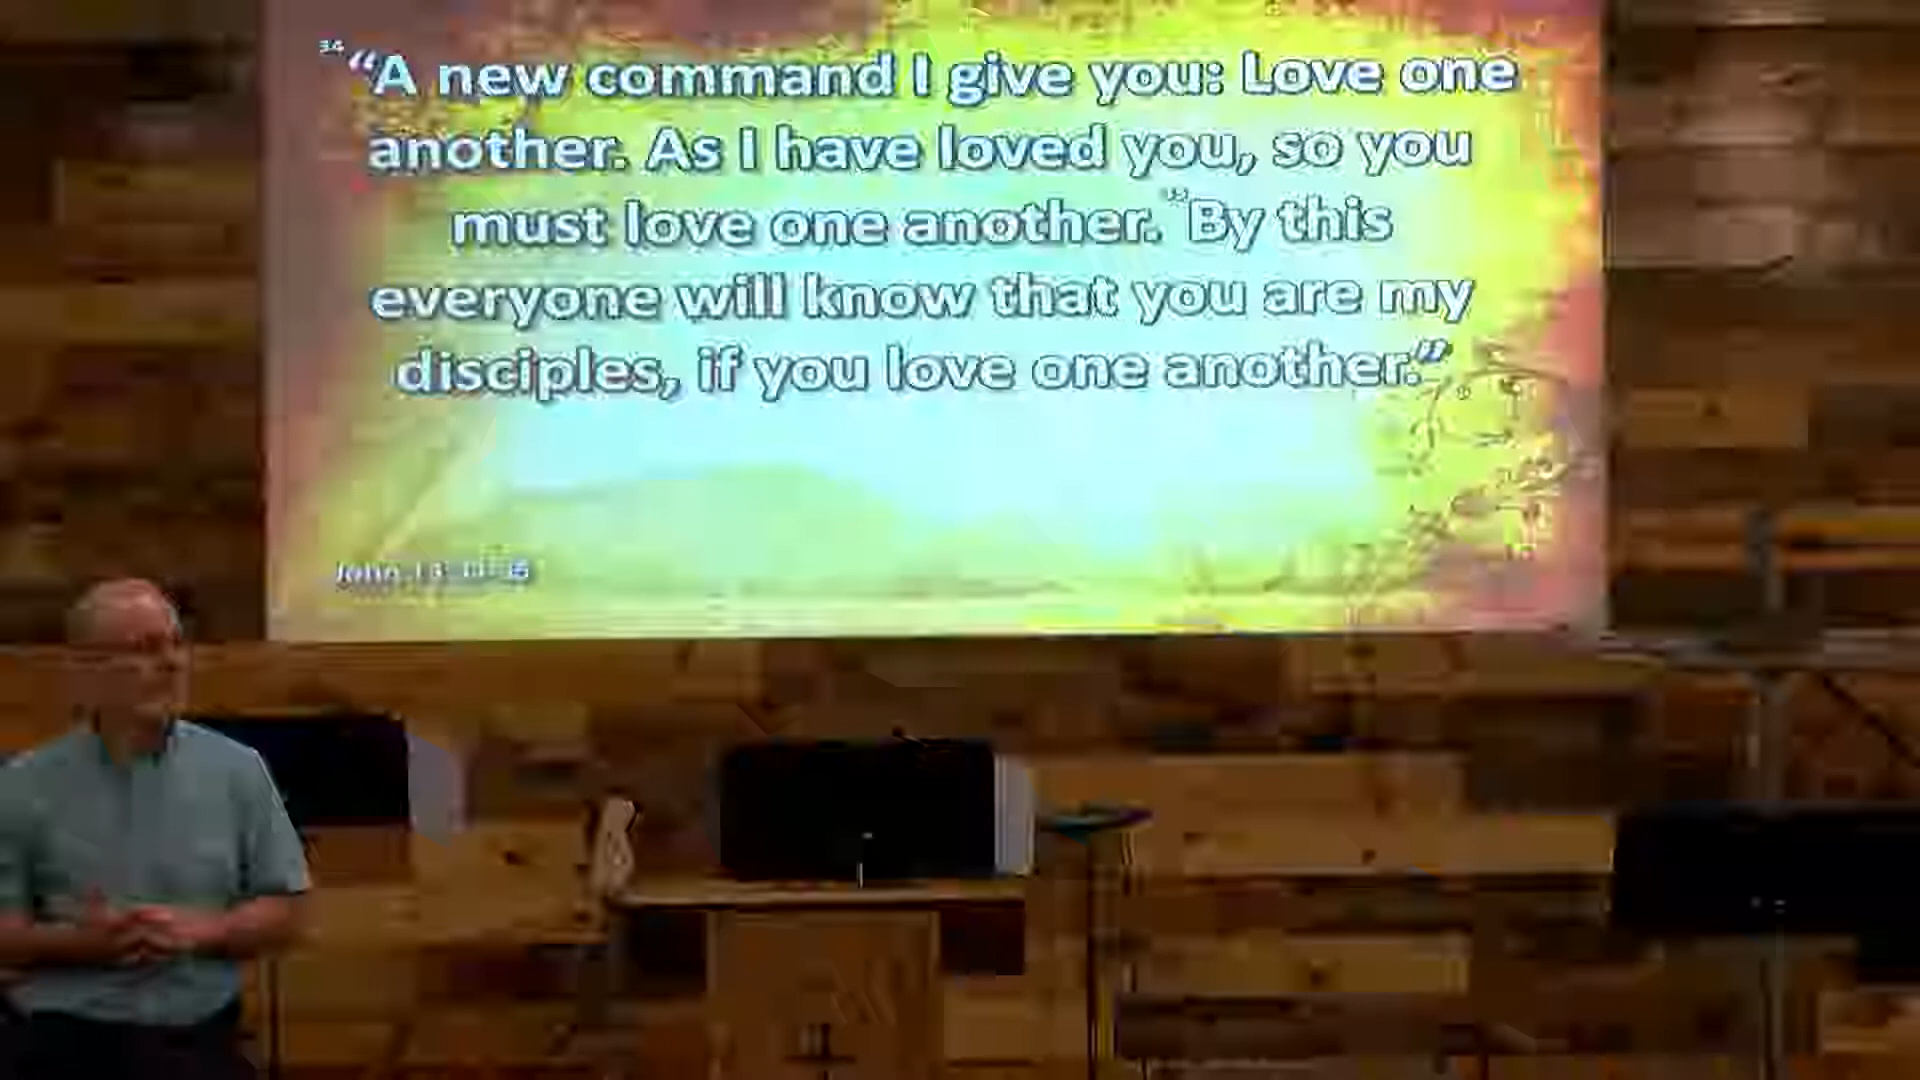 34 “A new command I give you: Love one
another. As I have loved you, so you
must love one another. By this
everyone will know that you are my
disciples, if you love one another.”
John